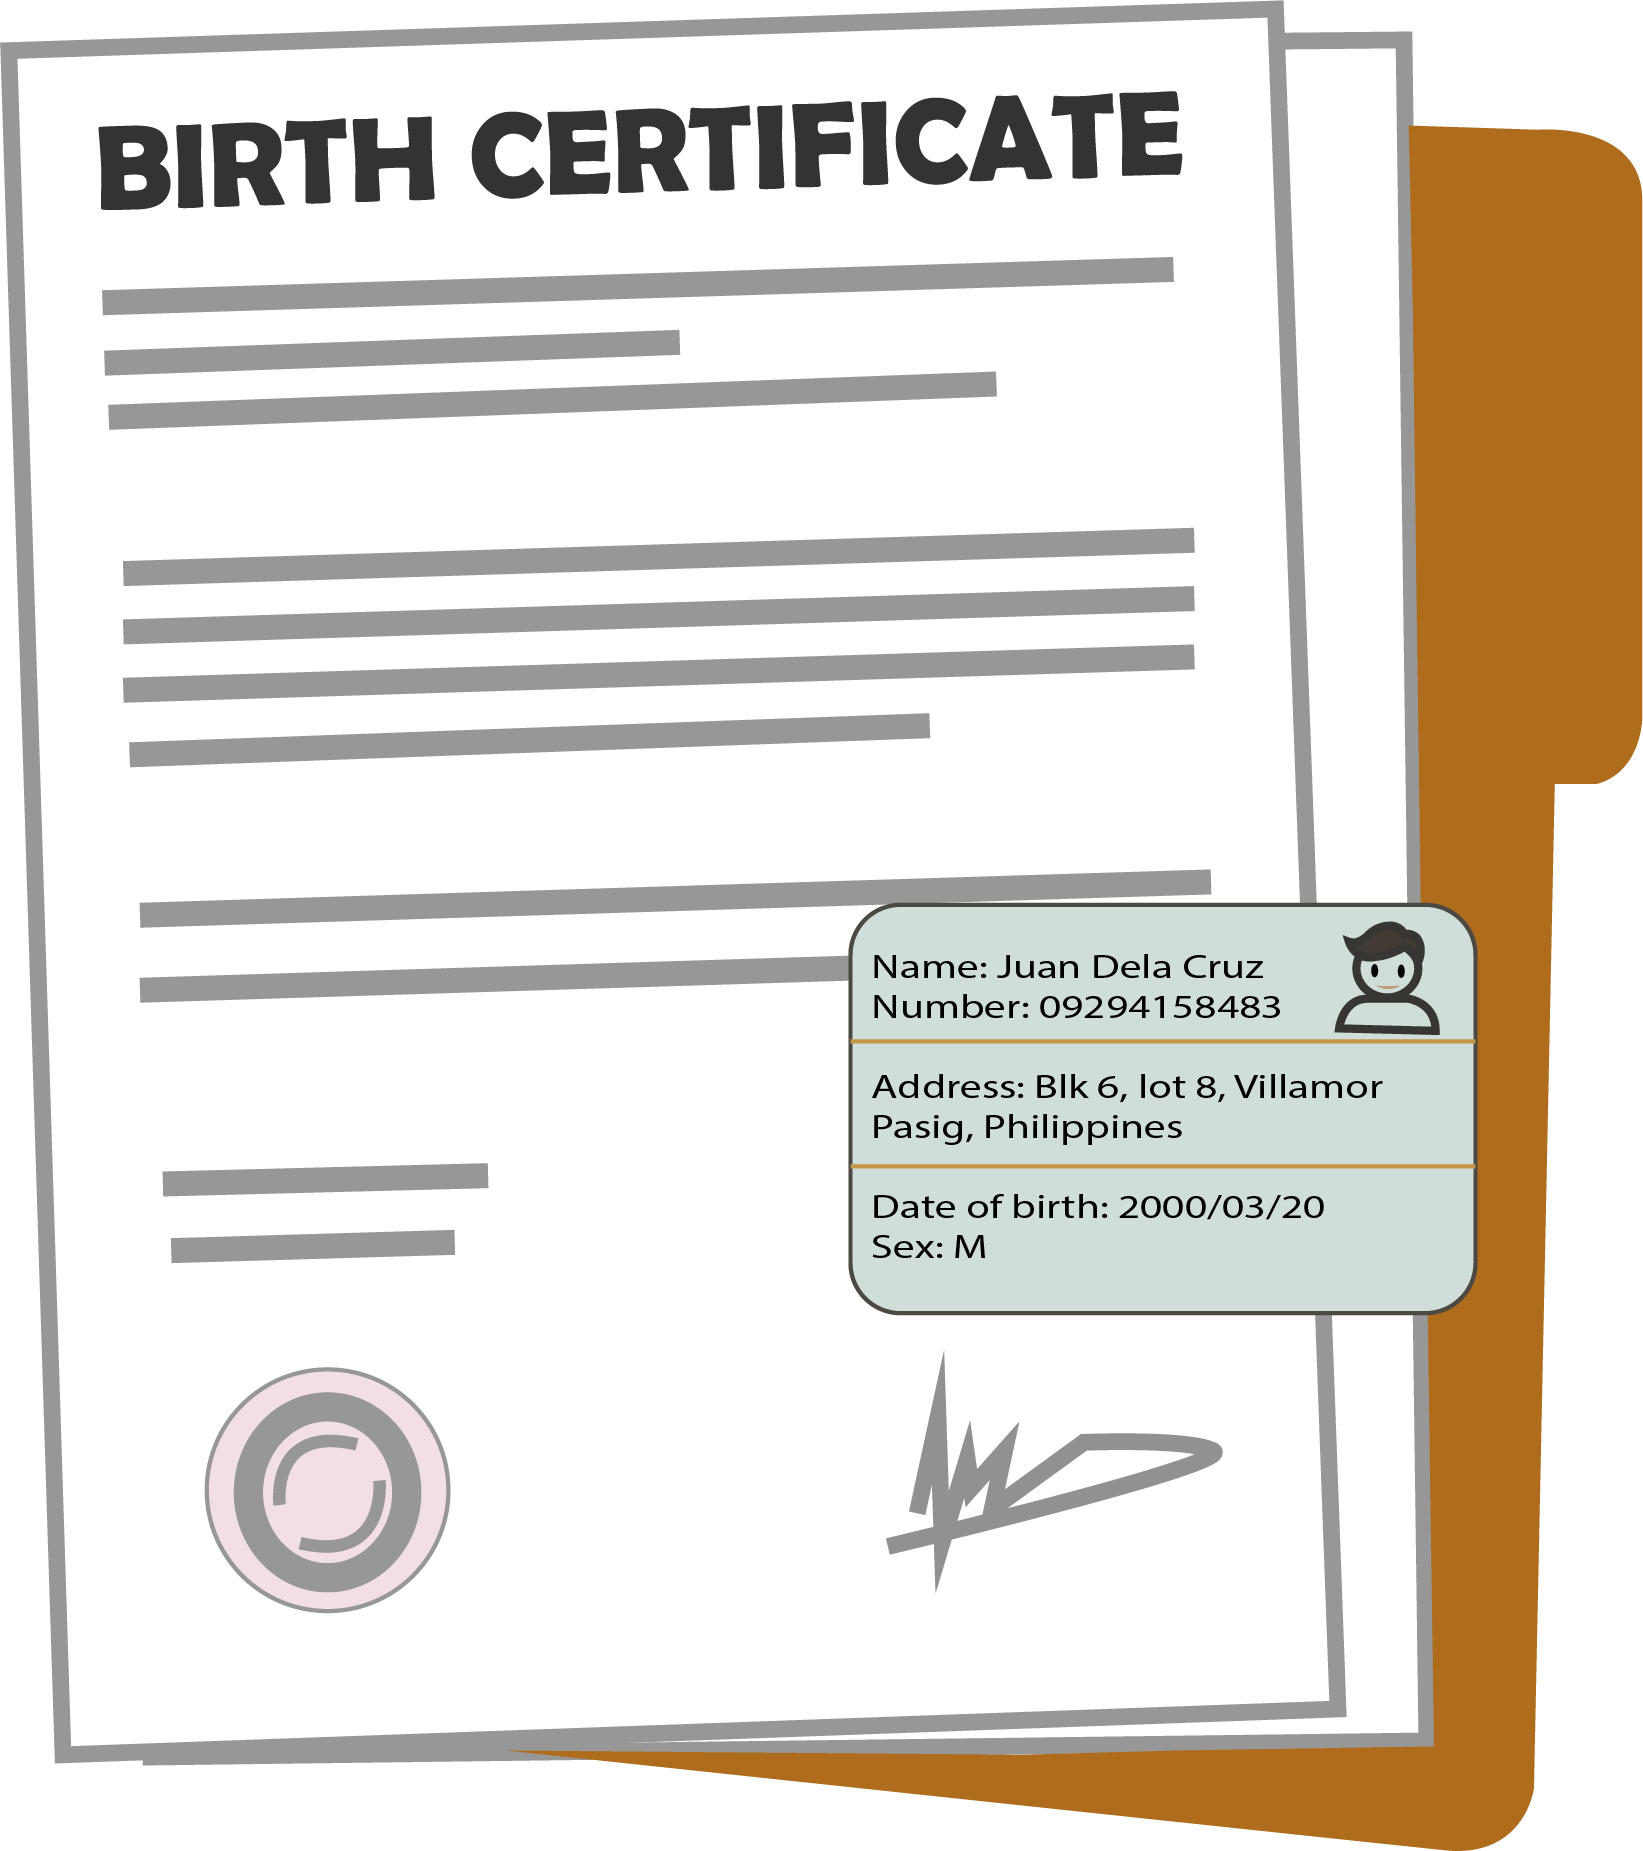 BIRTH CERTIFICATE
Name: Juan Dela Cruz
Number: 09294158483
Address: Blk 6, lot 8, Villamor
Pasig, Philippines
Date of birth: 2000/03/20
Sex: M